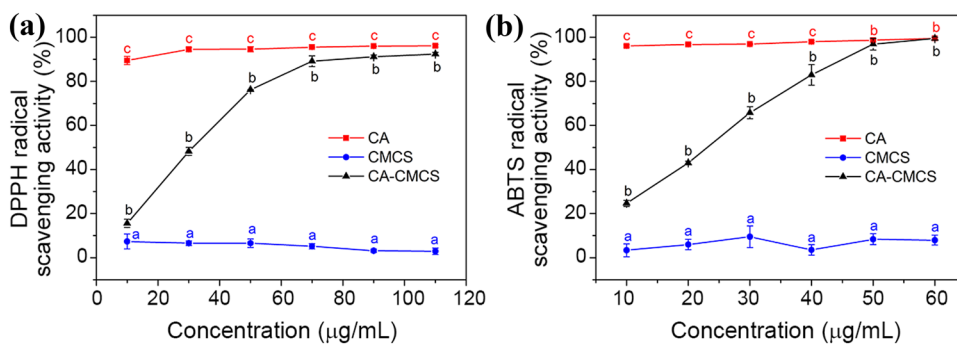 (a)
DPPH radical
scavenging activity (%)
100
80
60
40
20
0
c c c c c c
b b b b b b
a a a a a a
CA
CMCS
CA-CMCS
0 20 40 60 80 100 120
Concentration (μg/mL)
(b)
ABTS radical
scavenging activity (%)
100
80
60
40
20
0
c c c c b b
b b b b b b
a a a a a a
CA
CMCS
CA-CMCS
10 20 30 40 50 60
Concentration (μg/mL)